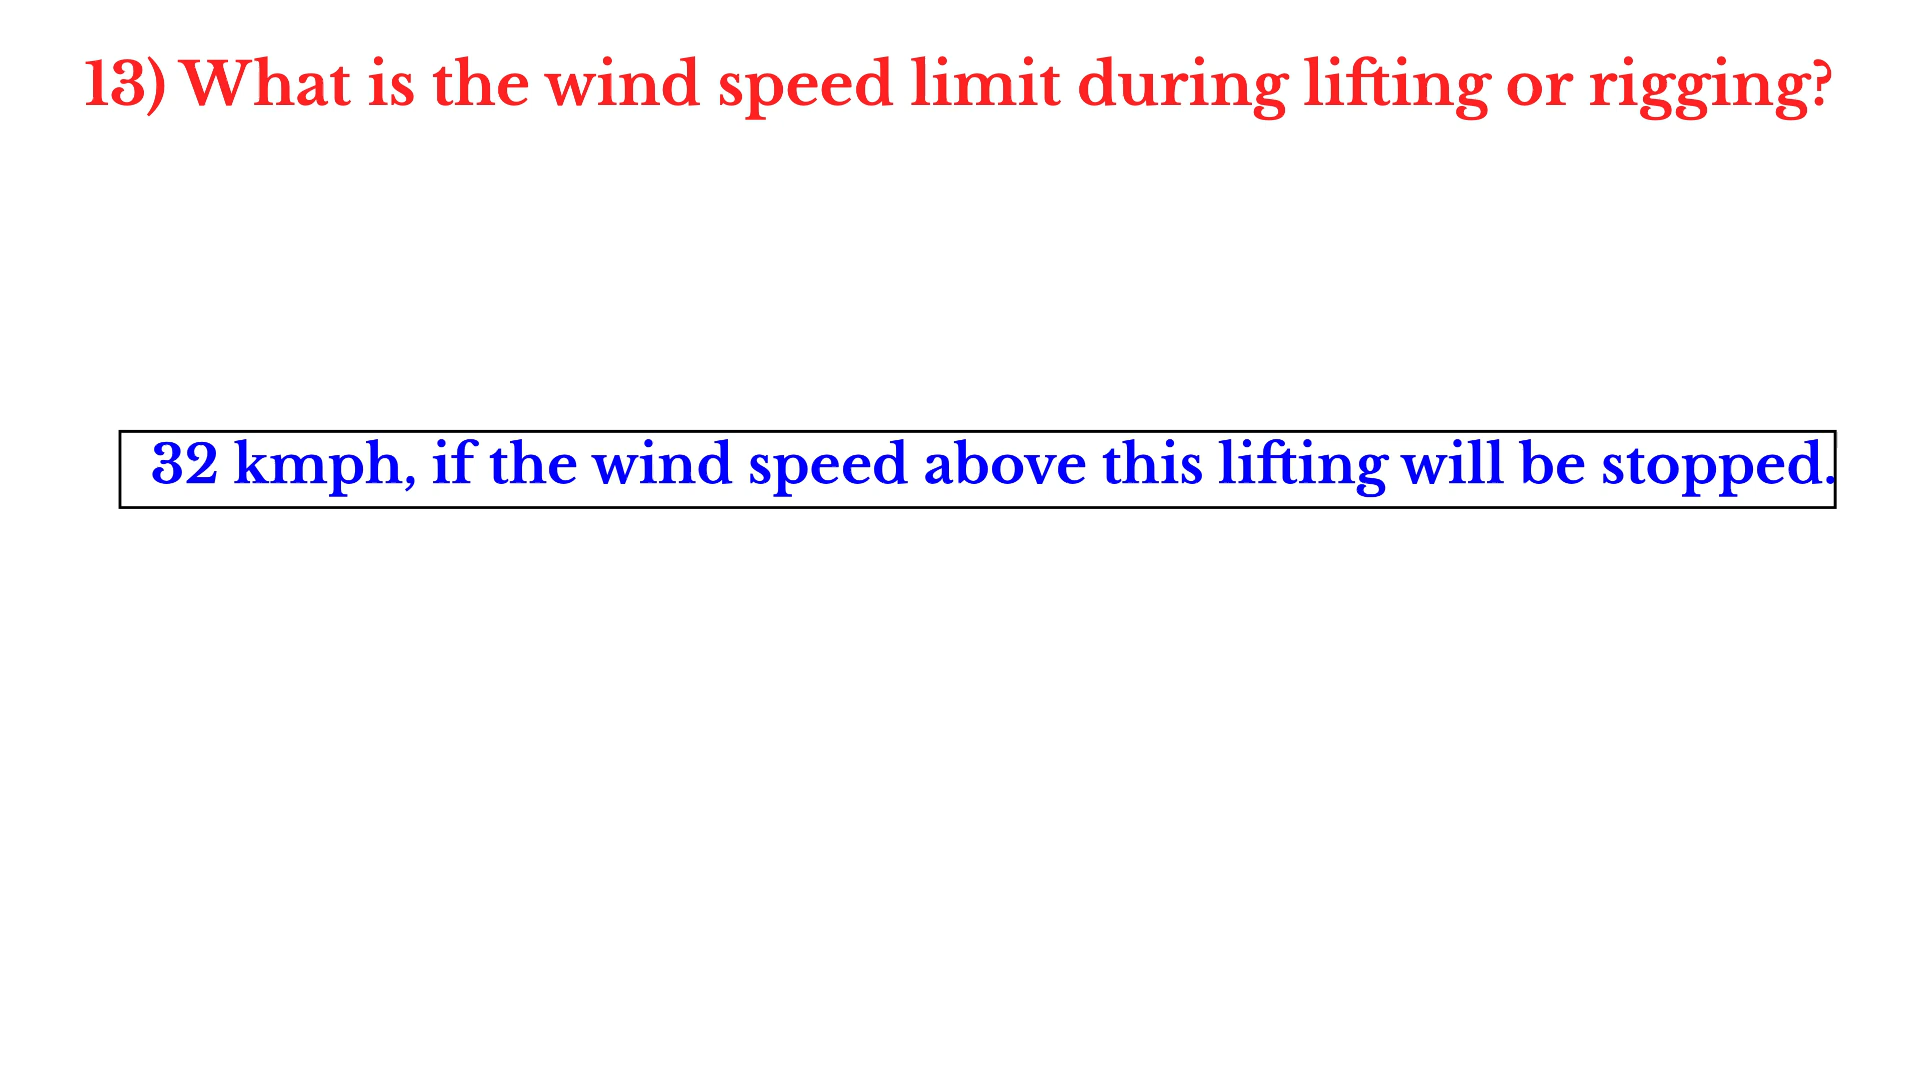 13) What is the wind speed limit during lifting or rigging?
32 kmph, if the wind speed above this lifting will be stopped.